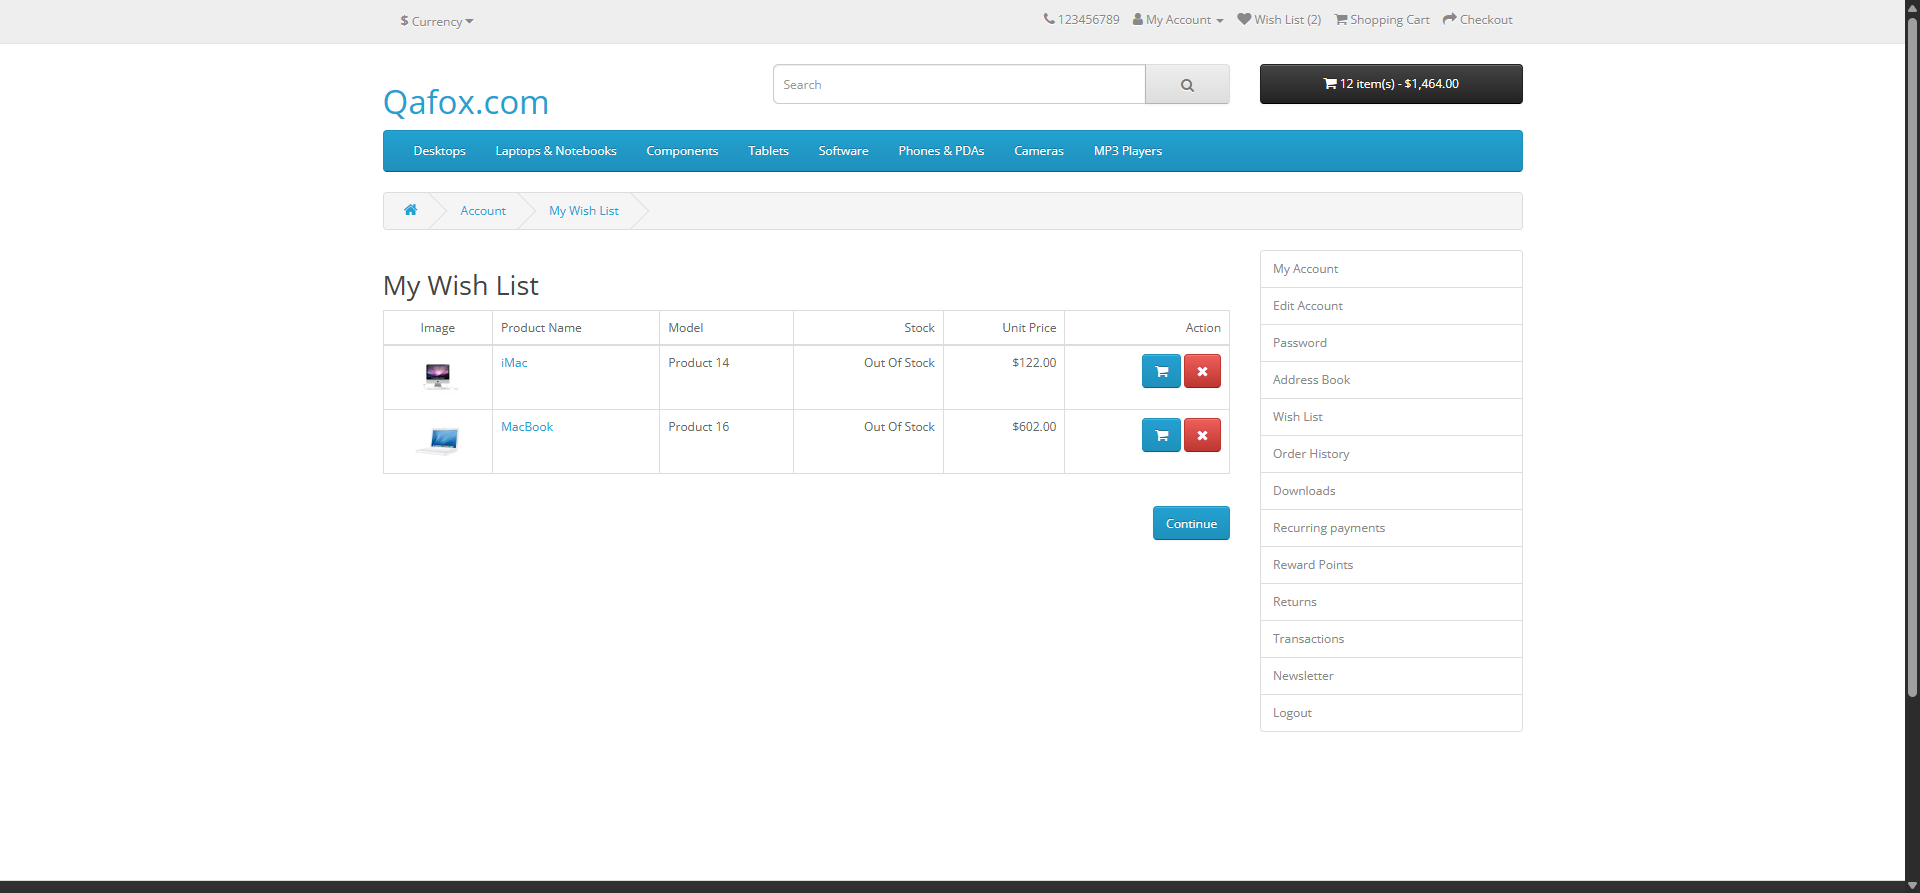 $ Currency
123456789 My Account Wish List (2) Shopping Cart Checkout
Qafox.com
Search
12 item(s) - $1,464.00
Desktops Laptops & Notebooks Components Tablets Software Phones & PDAs Cameras MP3 Players
Account My Wish List
My Wish List
Image Product Name Model Stock Unit Price Action
iMac Product 14 Out Of Stock $122.00
MacBook Product 16 Out Of Stock $602.00
Continue
My Account
Edit Account
Password
Address Book
Wish List
Order History
Downloads
Recurring payments
Reward Points
Returns
Transactions
Newsletter
Logout